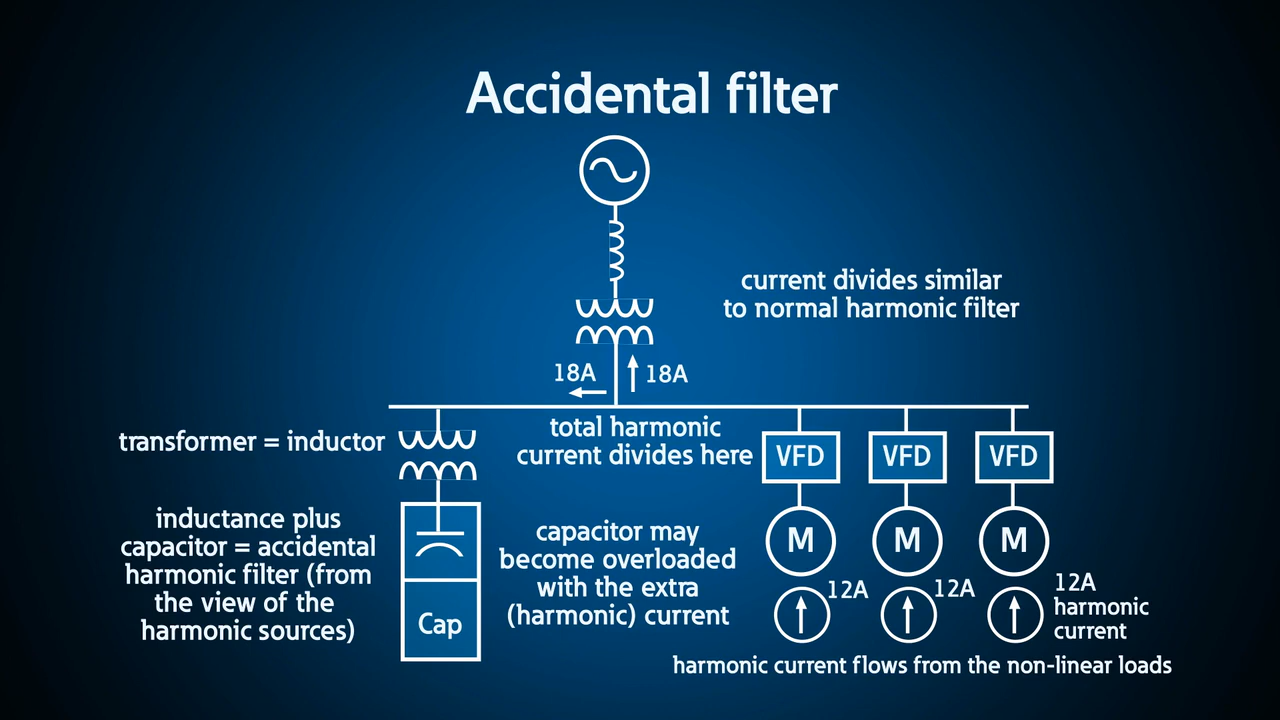 Accidental filter
current divides similar
to normal harmonic filter
18A
18A
transformer = inductor
total harmonic
current divides here
VFD
VFD
VFD
inductance plus
capacitor = accidental
harmonic filter (from
the view of the
harmonic sources)
Cap
capacitor may
become overloaded
with the extra
(harmonic) current
M
M
M
12A
12A
12A
harmonic
current
harmonic current flows from the non-linear loads